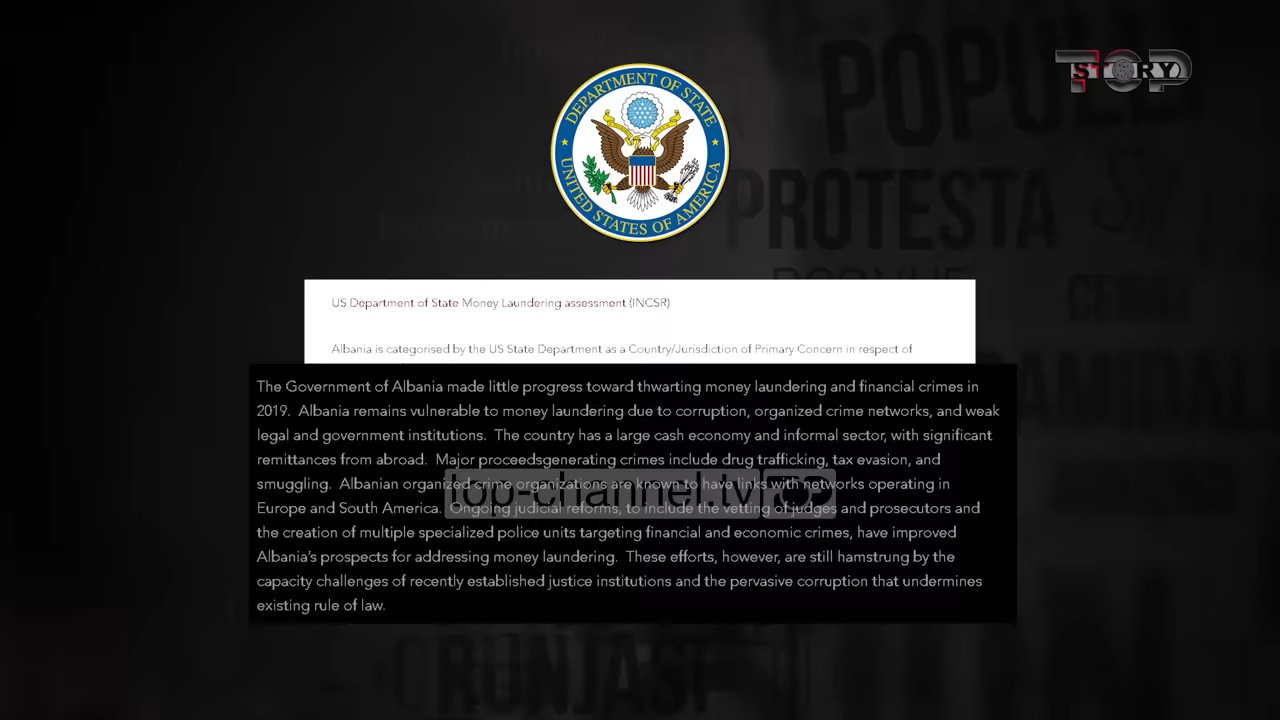 POPULLI
TOP STORY
DEPARTMENT OF STATE
UNITED STATES OF AMERICA
PROTESTA
US Department of State Money Laundering assessment (INCSR)
Albania is categorised by the US State Department as a Country/Jurisdiction of Primary Concern in respect of
The Government of Albania made little progress toward thwarting money laundering and financial crimes in
2019. Albania remains vulnerable to money laundering due to corruption, organized crime networks, and weak
legal and government institutions. The country has a large cash economy and informal sector, with significant
remittances from abroad. Major proceedsgenerating crimes include drug trafficking, tax evasion, and
smuggling. Albanian organized crime organizations are known to have links with networks operating in
Europe and South America. Ongoing judicial reforms, to include the vetting of judges and prosecutors and
the creation of multiple specialized police units targeting financial and economic crimes, have improved
Albania's prospects for addressing money laundering. These efforts, however, are still hamstrung by the
capacity challenges of recently established justice institutions and the pervasive corruption that undermines
existing rule of law.
top-channel.tv